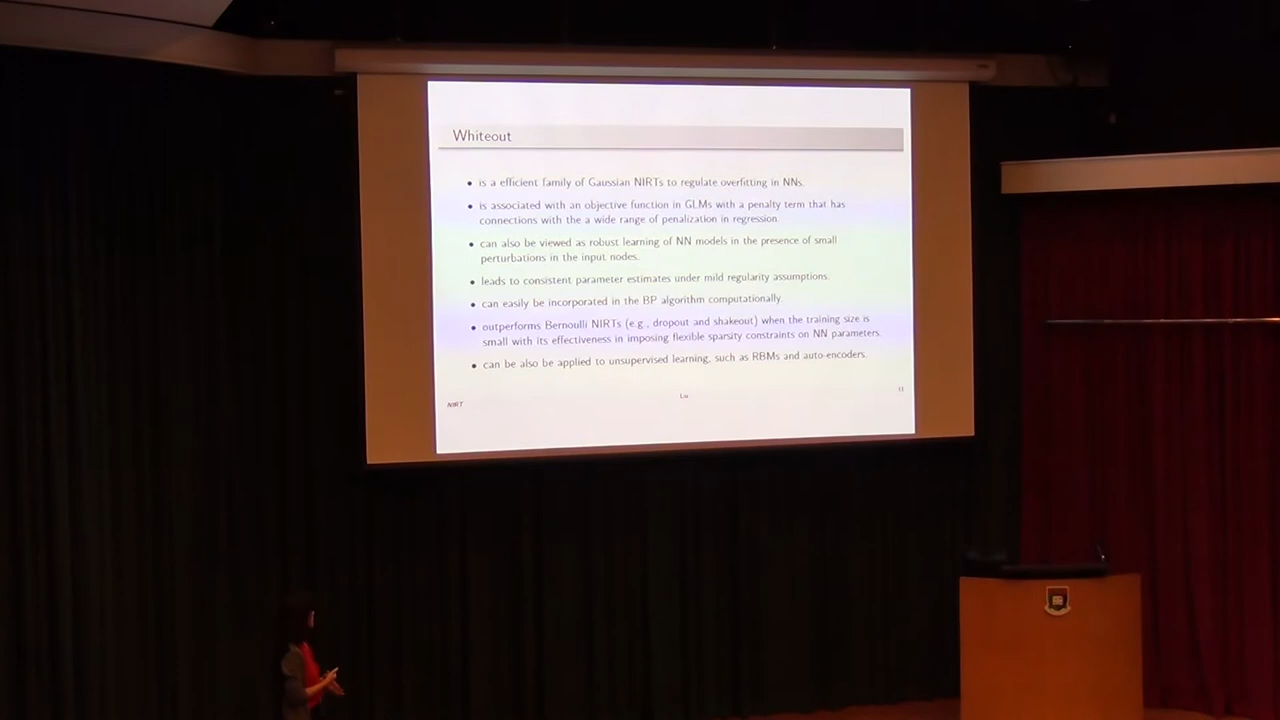 Whiteout
• is a efficient family of Gaussian NIRTs to regulate overfitting in NNs.
• is associated with an objective function in GLMs with a penalty term that has
connections with the a wide range of penalization in regression.
• can also be viewed as robust learning of NN models in the presence of small
perturbations in the input nodes.
• leads to consistent parameter estimates under mild regularity assumptions.
• can easily be incorporated in the BP algorithm computationally.
• outperforms Bernoulli NIRTs (e.g., dropout and shakeout) when the training size is
small with its effectiveness in imposing flexible sparsity constraints on NN parameters.
• can be also be applied to unsupervised learning, such as RBMs and auto-encoders.
NIRT